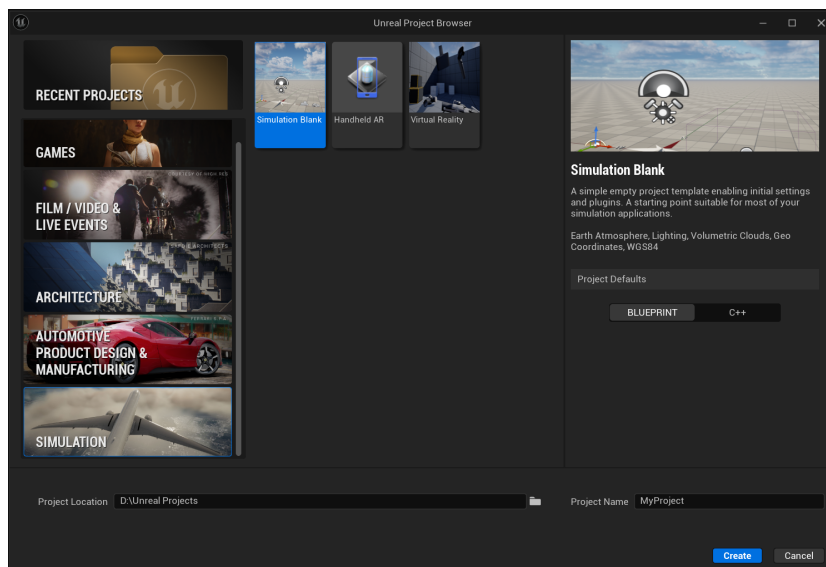 Unreal Project Browser
RECENT PROJECTS
GAMES
FILM / VIDEO &
LIVE EVENTS
ARCHITECTURE
AUTOMOTIVE
PRODUCT DESIGN &
MANUFACTURING
SIMULATION
Simulation Blank
Handheld AR
Virtual Reality
Simulation Blank
A simple empty project template enabling initial settings
and plugins. A starting point suitable for most of your
simulation applications.
Earth Atmosphere, Lighting, Volumetric Clouds, Geo
Coordinates, WGS84
Project Defaults
BLUEPRINT
C++
Project Location
D:\Unreal Projects
Project Name
MyProject
Create
Cancel